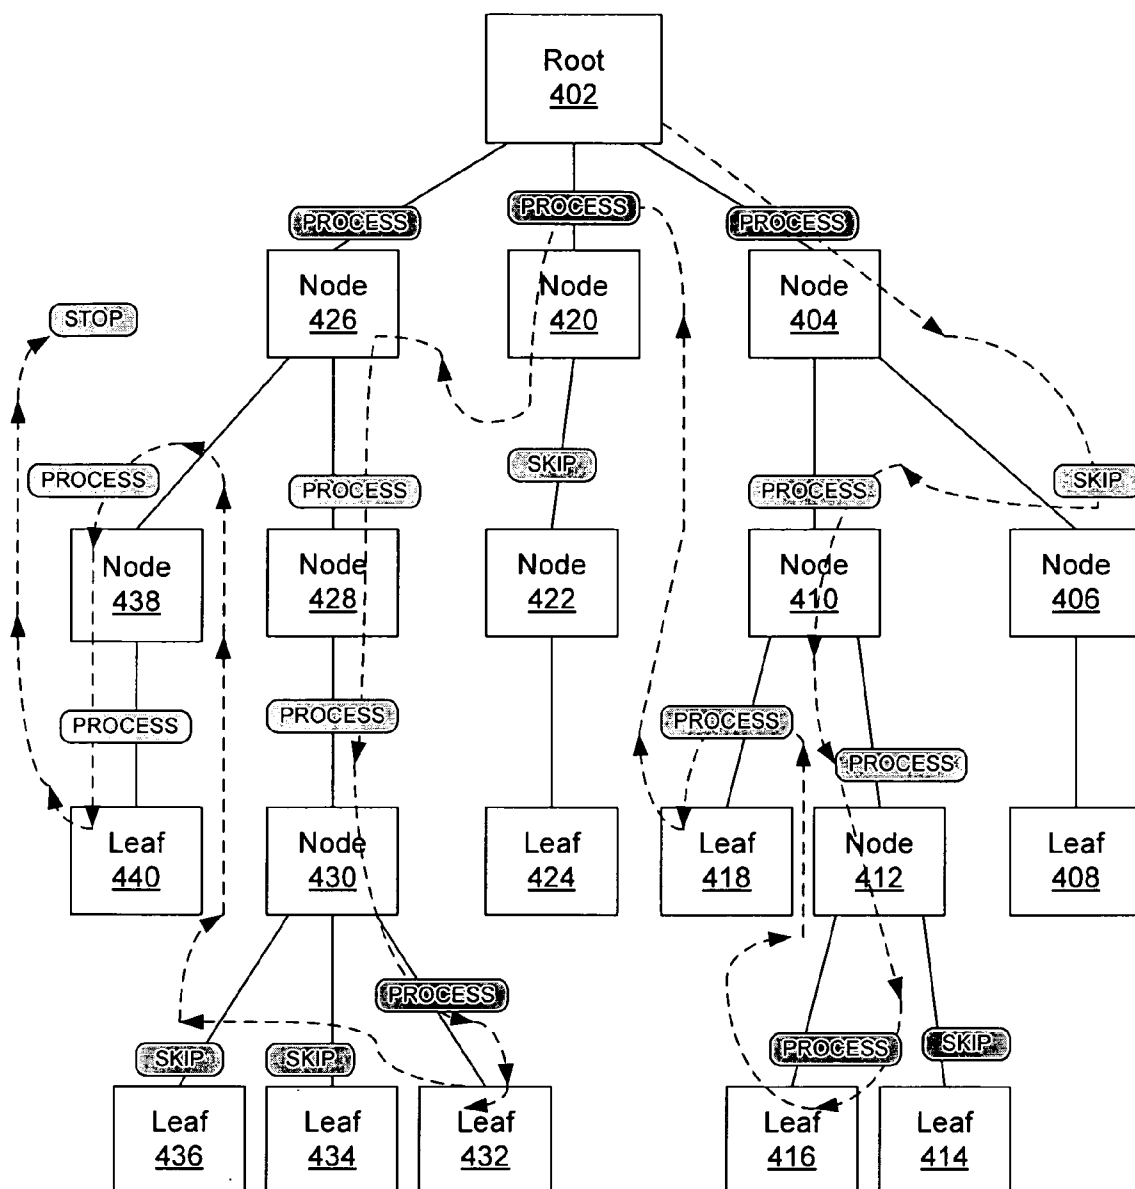 Root
402
PROCESS
PROCESS
PROCESS
Node
426
Node
420
Node
404
STOP
PROCESS
PROCESS
SKIP
PROCESS
SKIP
Node
438
Node
428
Node
422
Node
410
Node
406
PROCESS
PROCESS
PROCESS
PROCESS
Leaf
440
Node
430
Leaf
424
Leaf
418
Node
412
Leaf
408
PROCESS
SKIP
SKIP
PROCESS
SKIP
Leaf
436
Leaf
434
Leaf
432
Leaf
416
Leaf
414